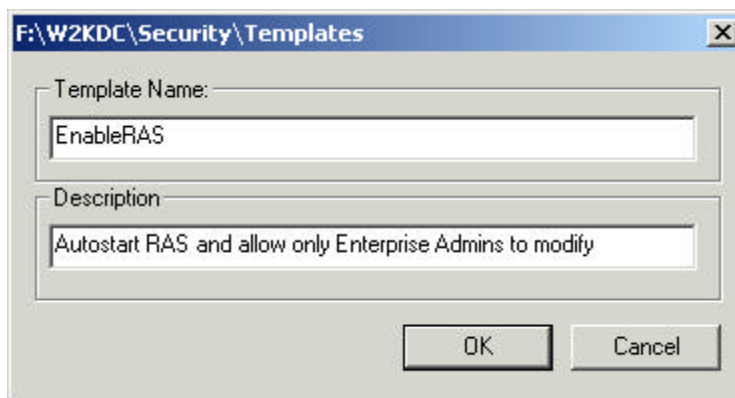 F:\W2KDC\Security\Templates
Template Name:
EnableRAS
Description
Autostart RAS and allow only Enterprise Admins to modify
OK
Cancel